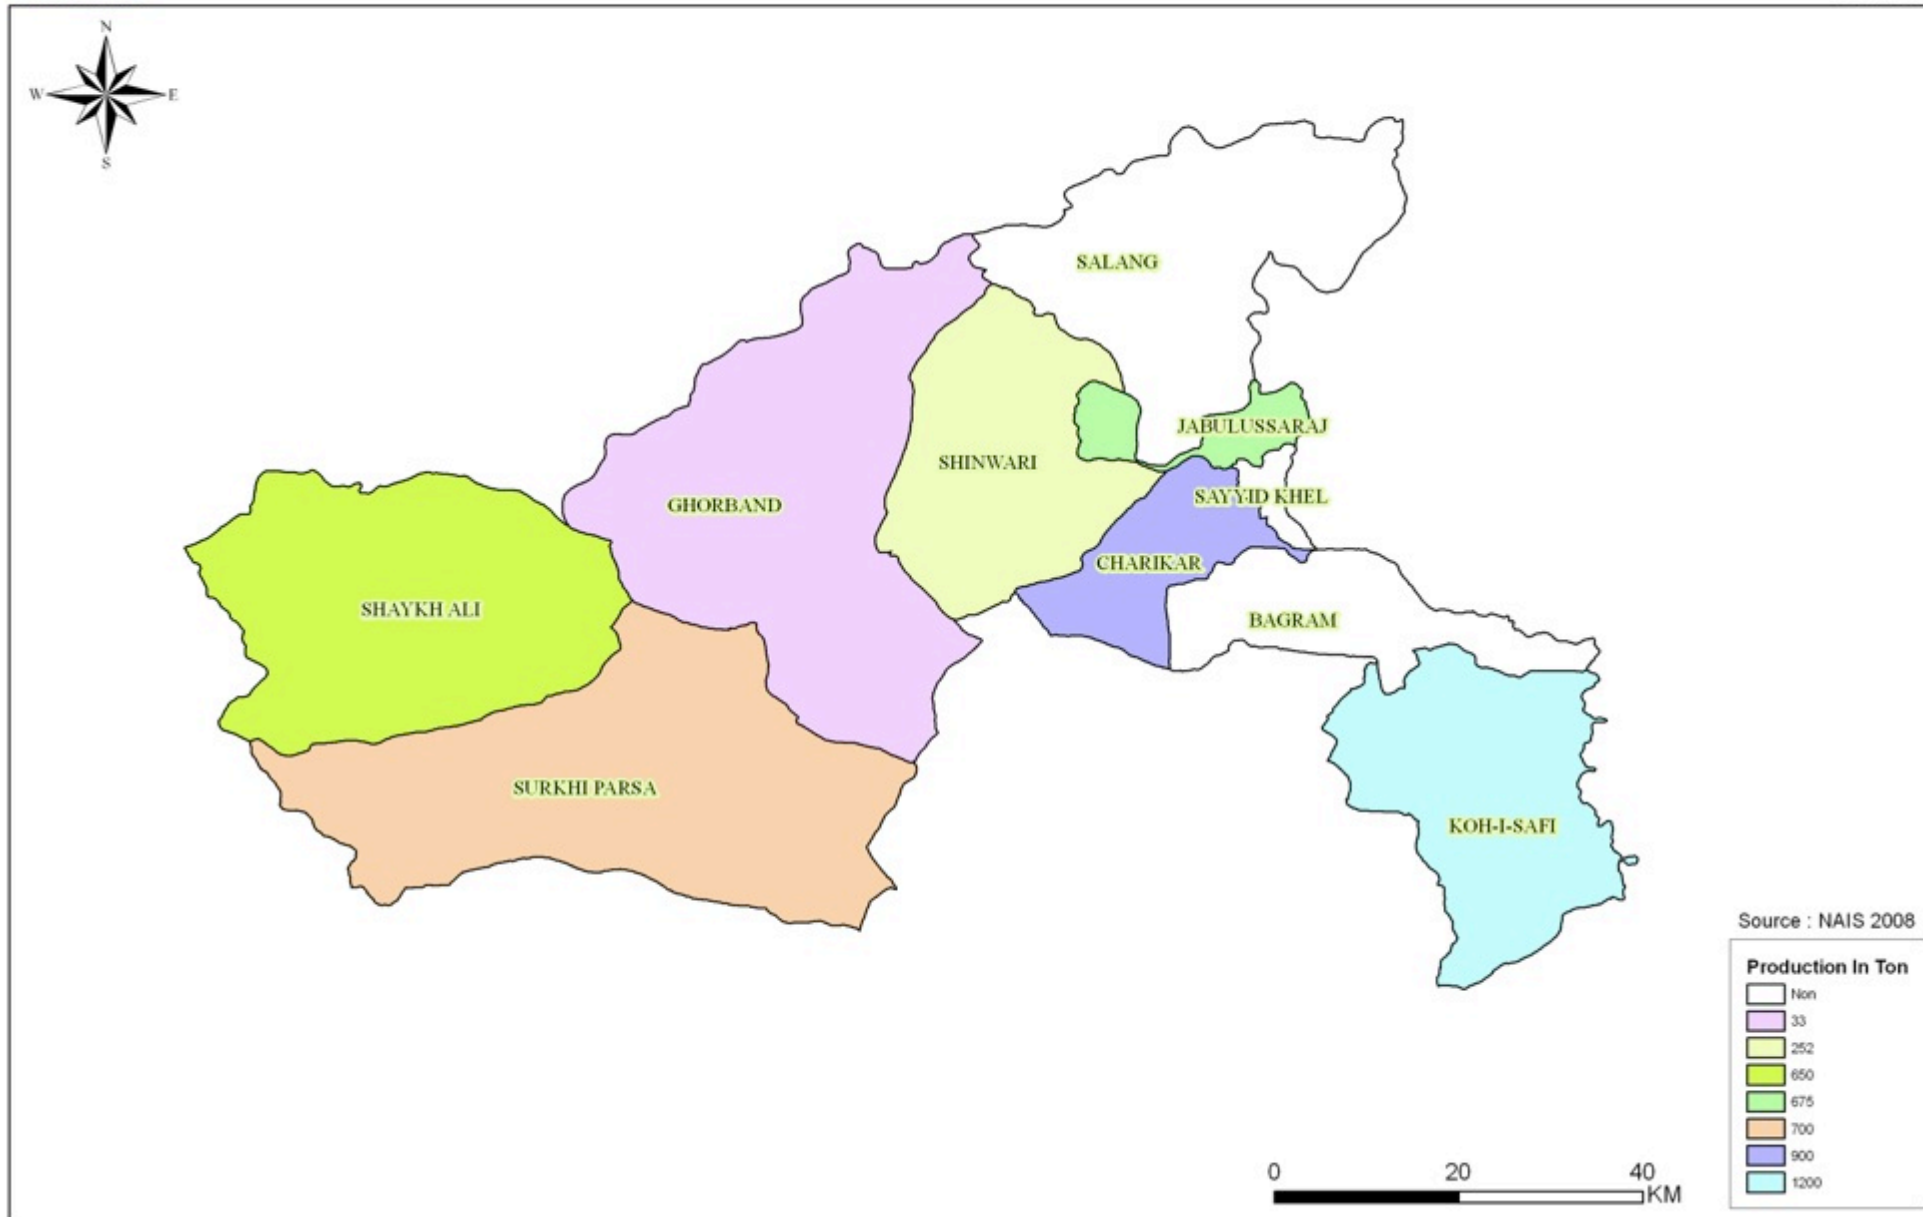 N
W E
S
SALANG
JABULUSSARAJ
SHINWARI
SAYYID KHEL
GHORBAND
CHARIKAR
SHAYKH ALI
BAGRAM
SURKHI PARSA
KOH-I-SAFI
Source : NAIS 2008
Production In Ton
Non
33
252
650
675
700
900
1200
0 20 40
KM